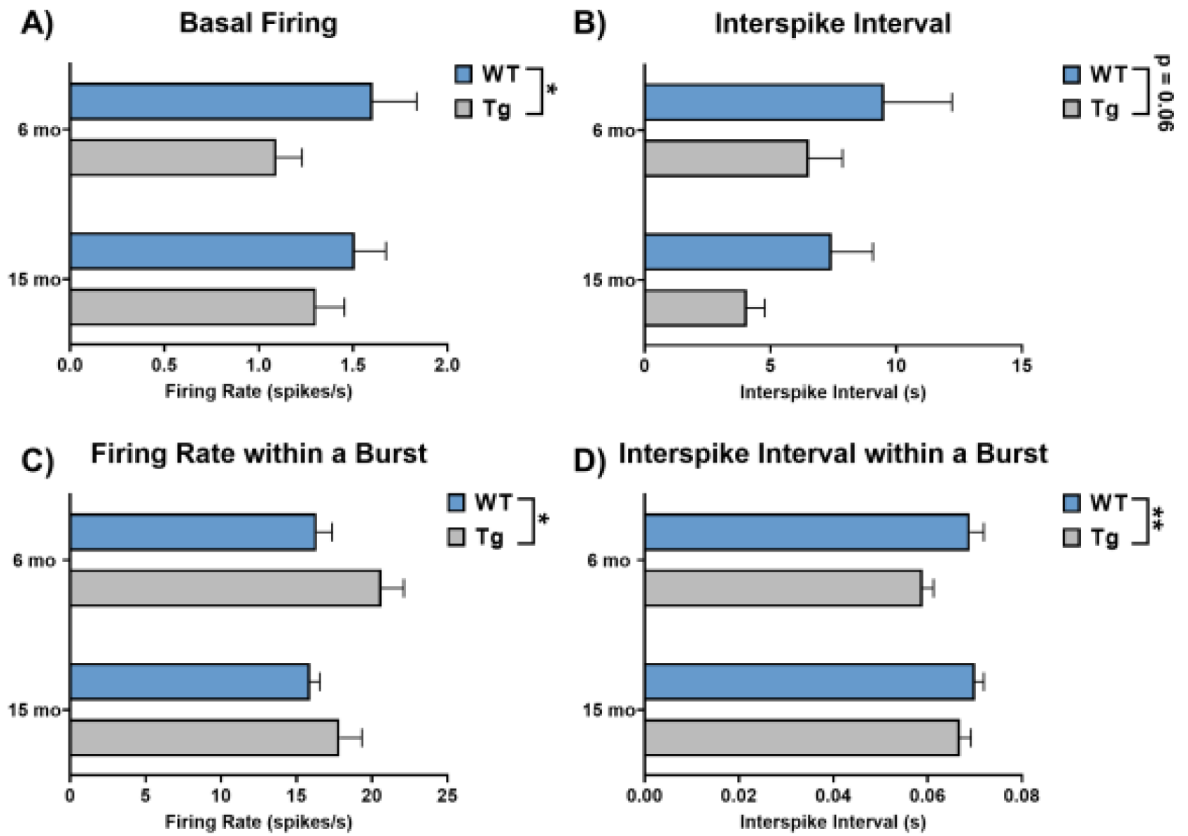 A) Basal Firing
WT
Tg
*
6 mo
15 mo
0.0 0.5 1.0 1.5 2.0
Firing Rate (spikes/s)
B) Interspike Interval
WT
Tg
p = 0.06
6 mo
15 mo
0 5 10 15
Interspike Interval (s)
C) Firing Rate within a Burst
WT
Tg
*
6 mo
15 mo
0 5 10 15 20 25
Firing Rate (spikes/s)
D) Interspike Interval within a Burst
WT
Tg
**
6 mo
15 mo
0.00 0.02 0.04 0.06 0.08
Interspike Interval (s)